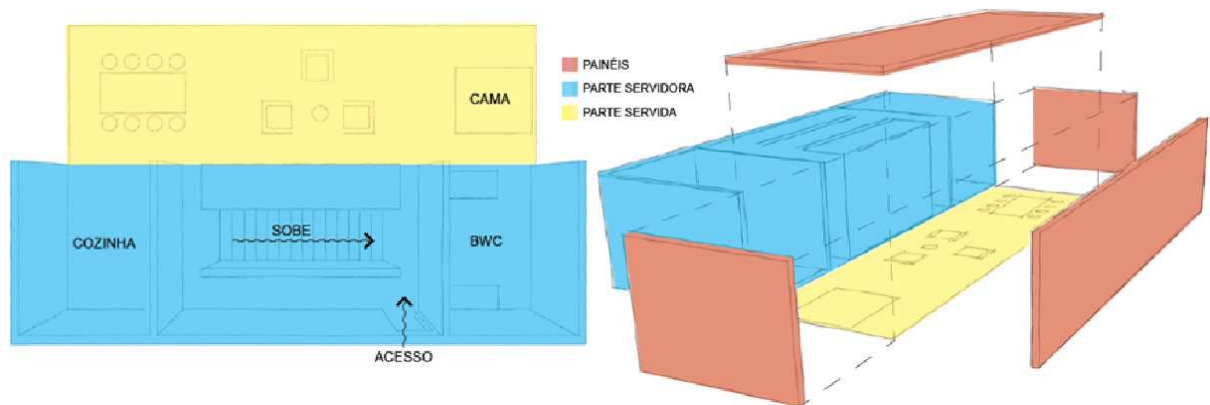 CAMA
COZINHA
SOBE
BWC
ACESSO
PAINÉIS
PARTE SERVIDORA
PARTE SERVIDA